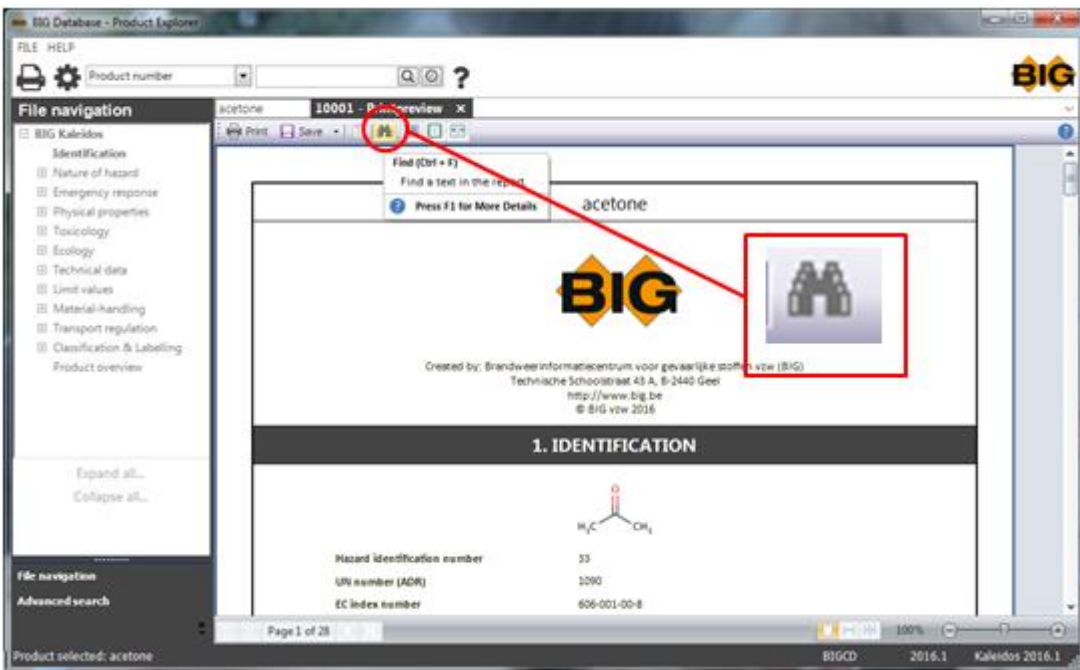 BIG Database - Product Explorer
FILE HELP
Product number
?
BIG
File navigation
acetone
10001 - Printpreview ×
Print Save
BIG Kaleidos
Identification
Nature of hazard
Emergency response
Physical properties
Toxicology
Ecology
Technical data
Limit values
Material-handling
Transport regulation
Classification & Labelling
Product overview
Expand all...
Collapse all...
File navigation
Advanced search
Find (Ctrl + F)
Find a text in the report
Press F1 for More Details
acetone
BIG
Created by: Brandweerinformatiecentrum voor gevaarlijke stoffen vzw (BIG)
Technische Schoolstraat 43 A, B-2440 Geel
http://www.big.be
© BIG vzw 2016
1. IDENTIFICATION
O
H₃C CH₃
Hazard identification number 33
UN number (ADR) 1090
EC index number 606-001-00-8
Page 1 of 28
100%
Product selected: acetone
BIGCD 2016.1 Kaleidos 2016.1